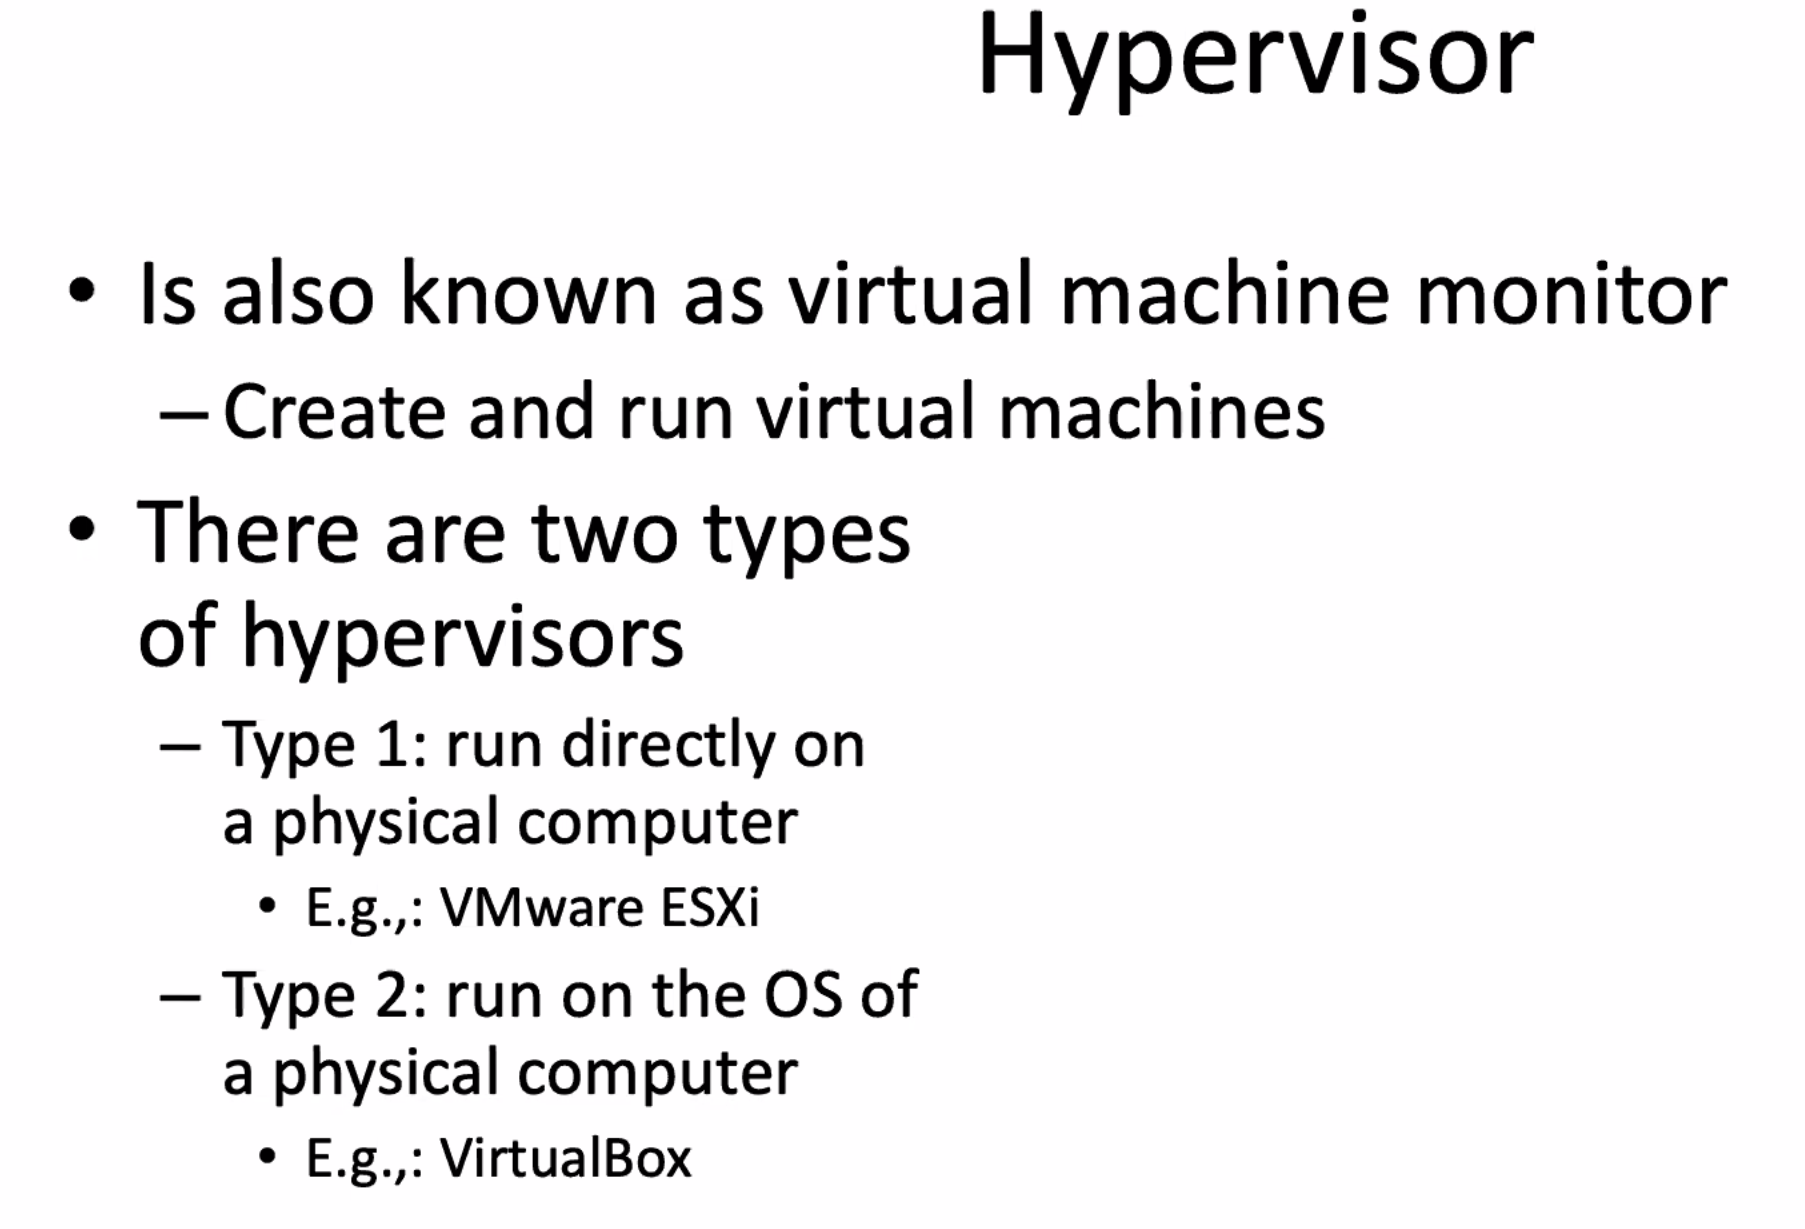 Hypervisor
• Is also known as virtual machine monitor
– Create and run virtual machines
• There are two types
of hypervisors
– Type 1: run directly on
a physical computer
• E.g.,: VMware ESXi
– Type 2: run on the OS of
a physical computer
• E.g.,: VirtualBox